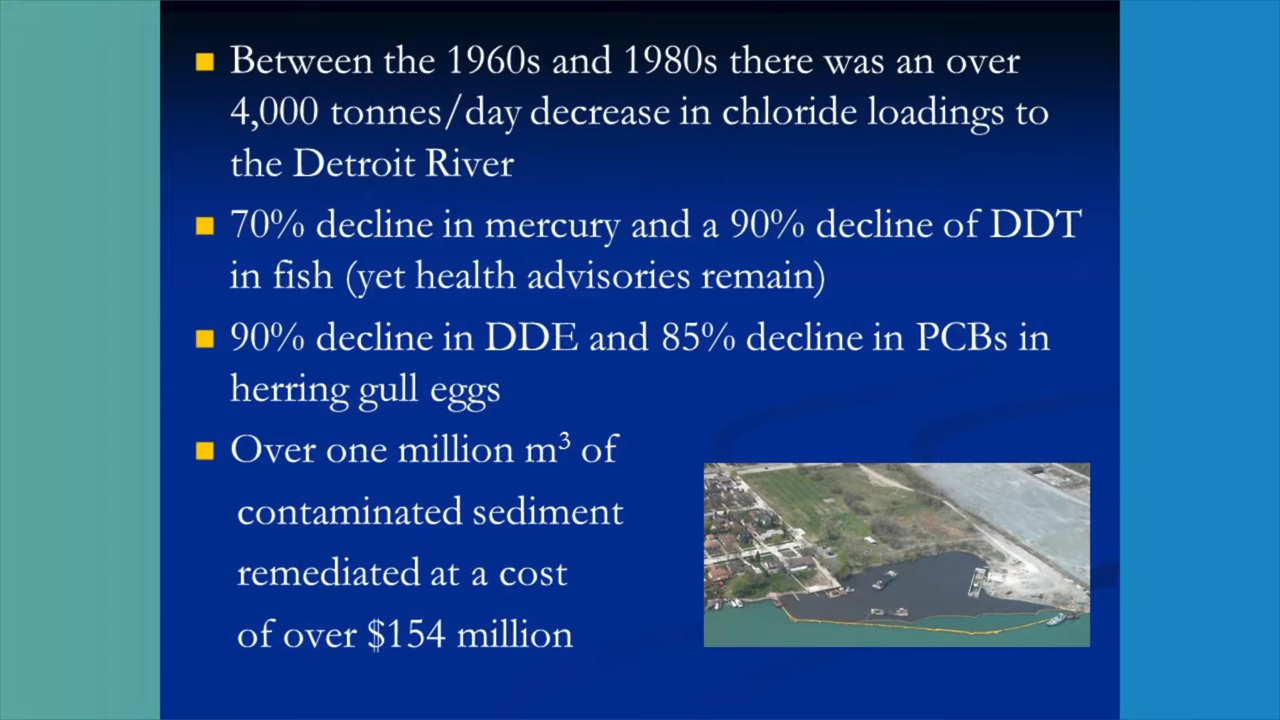 Between the 1960s and 1980s there was an over
4,000 tonnes/day decrease in chloride loadings to
the Detroit River
70% decline in mercury and a 90% decline of DDT
in fish (yet health advisories remain)
90% decline in DDE and 85% decline in PCBs in
herring gull eggs
Over one million m³ of
contaminated sediment
remediated at a cost
of over $154 million